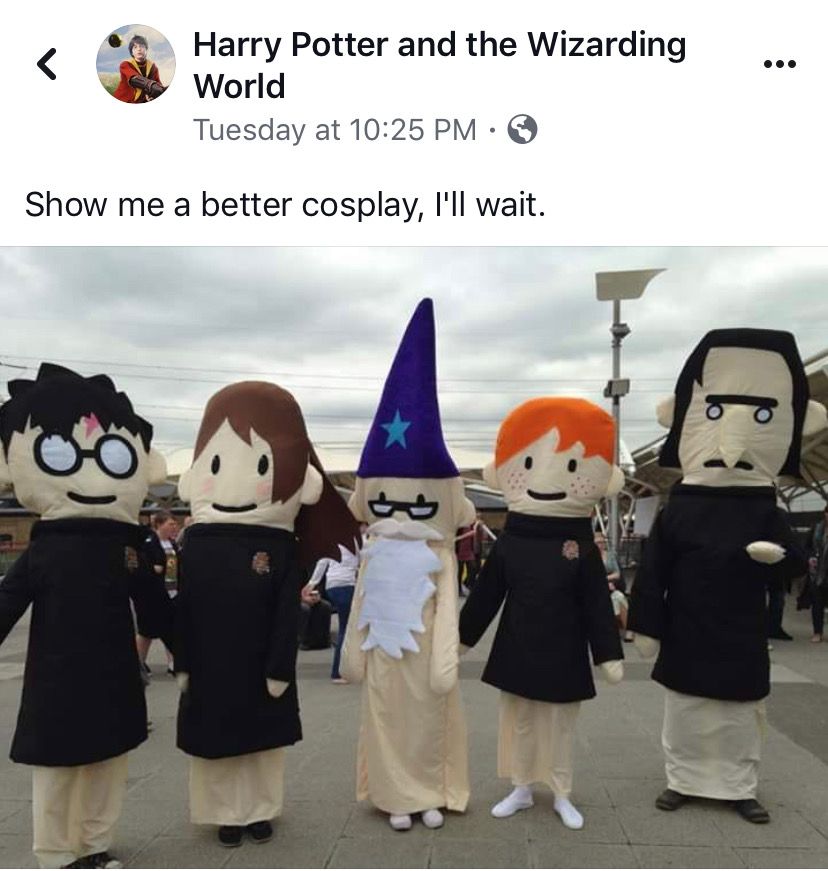 Harry Potter and the Wizarding
World
Tuesday at 10:25 PM ·
Show me a better cosplay, I'll wait.